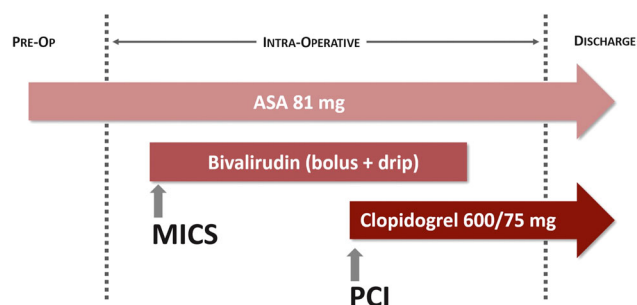 PRE-OP INTRA-OPERATIVE DISCHARGE
ASA 81 mg
Bivalirudin (bolus + drip)
MICS
Clopidogrel 600/75 mg
PCI